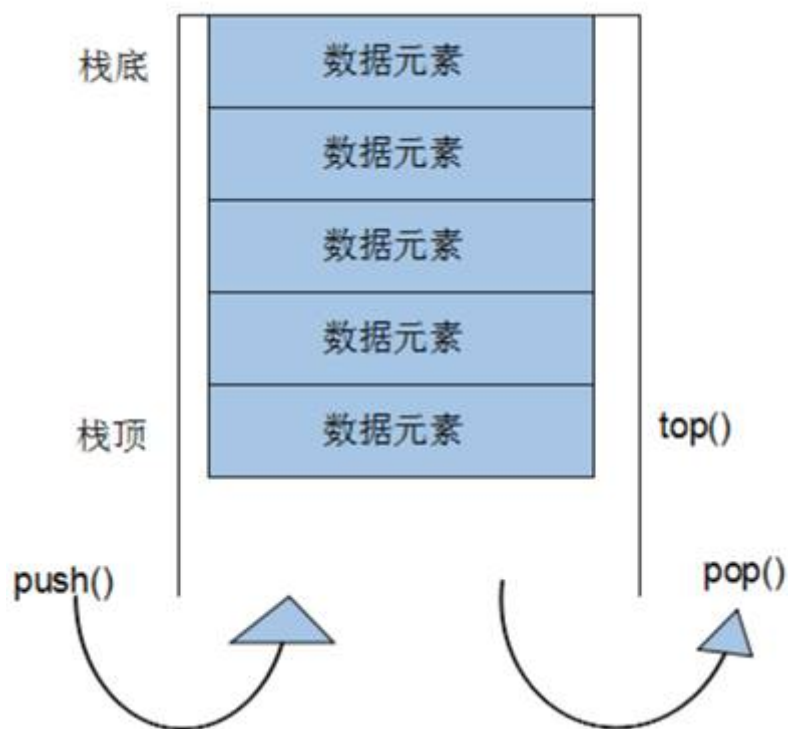 栈底
数据元素
数据元素
数据元素
数据元素
栈顶
数据元素
top()
push()
pop()